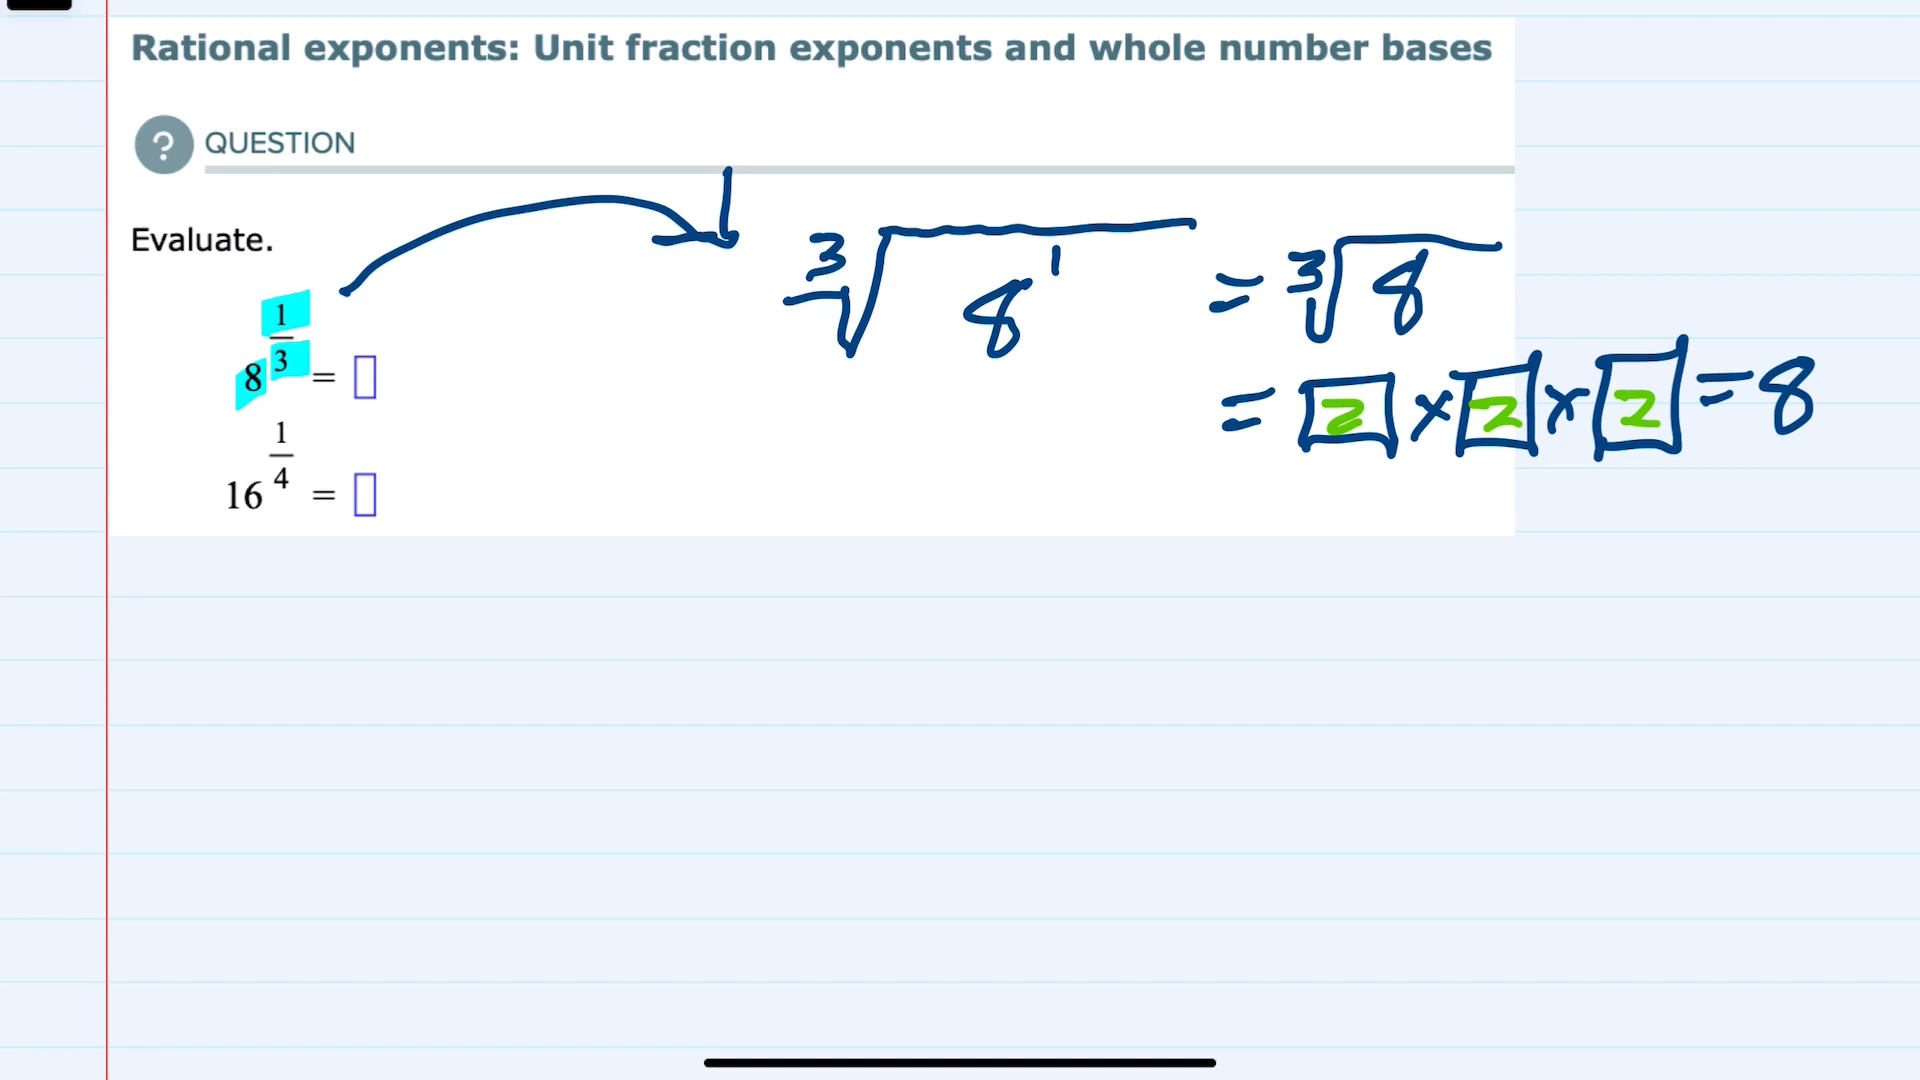 Rational exponents: Unit fraction exponents and whole number bases
? QUESTION
Evaluate.
8^(1/3) = □
16^(1/4) = □
∛8¹ = ∛8
= 2 × 2 × 2 = 8